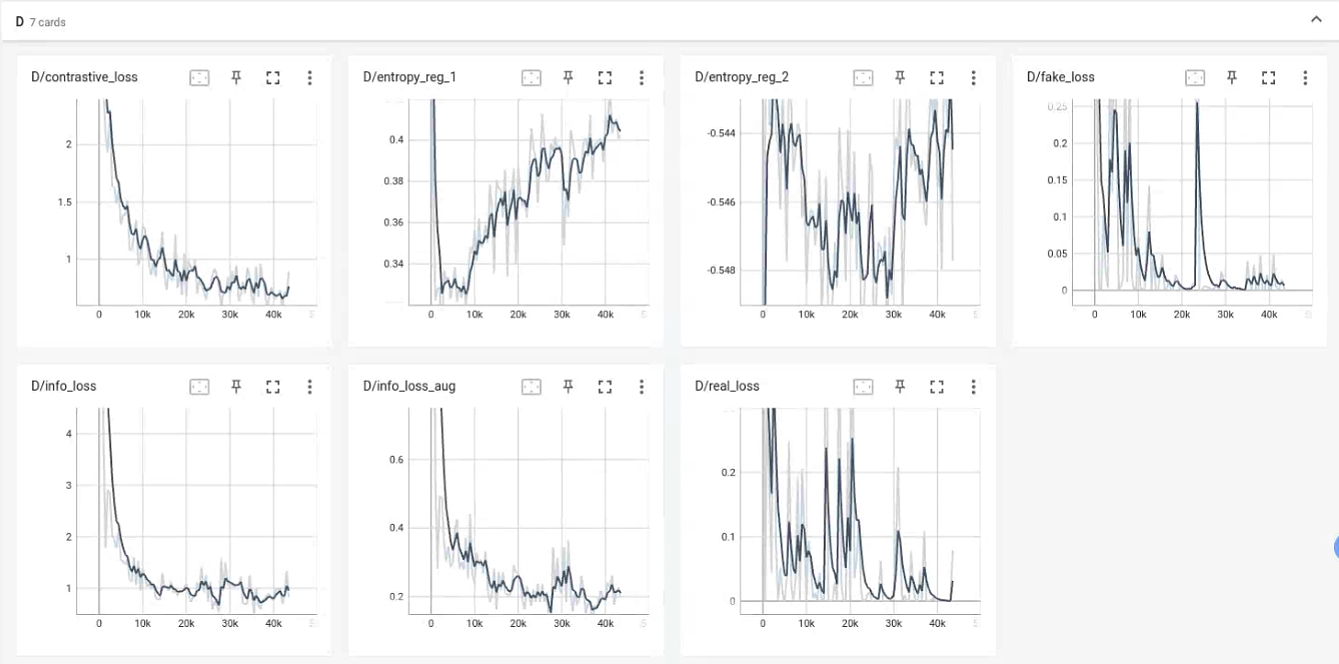 D 7 cards
D/contrastive_loss
2
1.5
1
0 10k 20k 30k 40k
D/entropy_reg_1
0.4
0.38
0.36
0.34
0 10k 20k 30k 40k
D/entropy_reg_2
-0.544
-0.546
-0.548
0 10k 20k 30k 40k
D/fake_loss
0.25
0.2
0.15
0.1
0.05
0
0 10k 20k 30k 40k
D/info_loss
4
3
2
1
0 10k 20k 30k 40k
D/info_loss_aug
0.6
0.4
0.2
0 10k 20k 30k 40k
D/real_loss
0.2
0.1
0
0 10k 20k 30k 40k